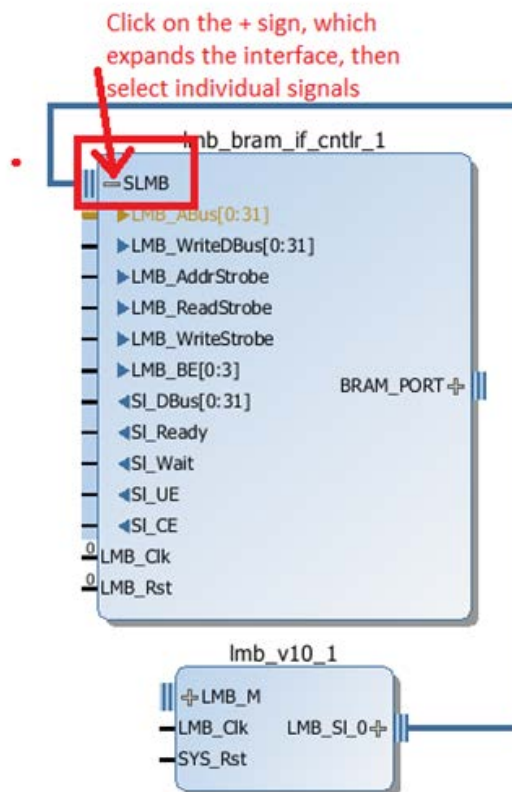 Click on the + sign, which
expands the interface, then
select individual signals
lmb_bram_if_cntlr_1
SLMB
LMB_ABus[0:31]
LMB_WriteDBus[0:31]
LMB_AddrStrobe
LMB_ReadStrobe
LMB_WriteStrobe
LMB_BE[0:3]
BRAM_PORT
Sl_DBus[0:31]
Sl_Ready
Sl_Wait
Sl_UE
Sl_CE
0 LMB_Clk
0 LMB_Rst
lmb_v10_1
LMB_M
LMB_Clk LMB_Sl_0
SYS_Rst